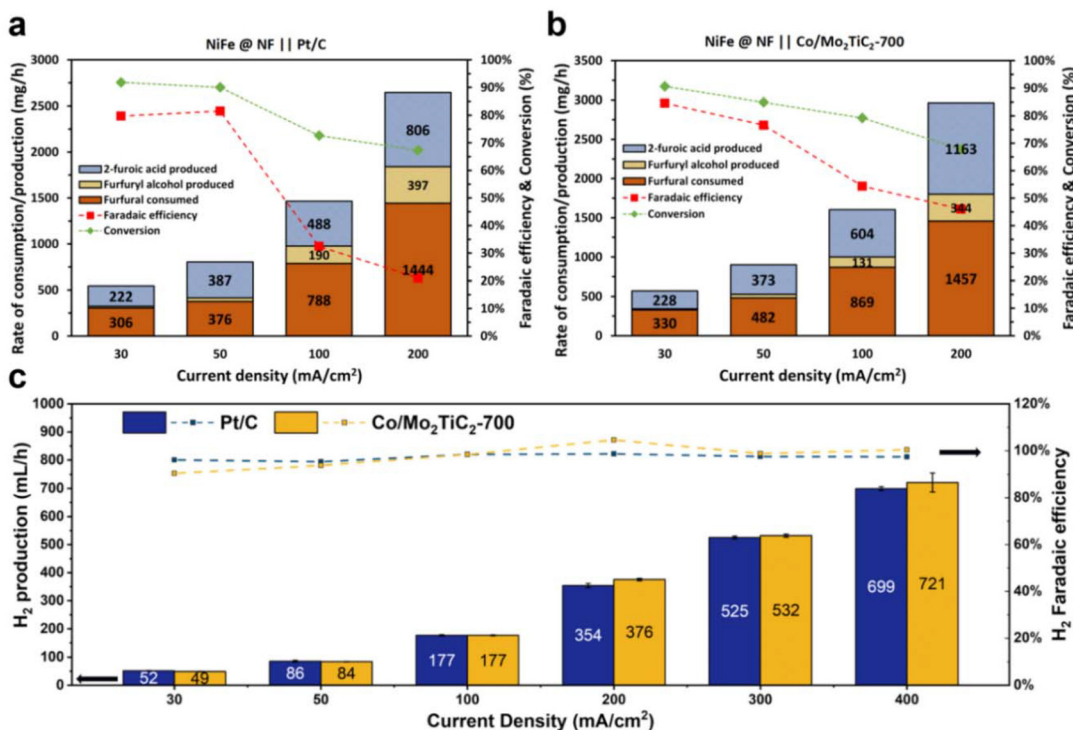 a
NiFe @ NF || Pt/C
Rate of consumption/production (mg/h)
3000
2500
2000
1500
1000
500
0
2-furoic acid produced
Furfuryl alcohol produced
Furfural consumed
Faradaic efficiency
Conversion
222
306
387
376
488
190
788
806
397
1444
100%
90%
80%
70%
60%
50%
40%
30%
20%
10%
0%
Faradaic efficiency & Conversion (%)
30 50 100 200
Current density (mA/cm²)
b
NiFe @ NF || Co/Mo₂TiC₂-700
Rate of consumption/production (mg/h)
3500
3000
2500
2000
1500
1000
500
0
2-furoic acid produced
Furfuryl alcohol produced
Furfural consumed
Faradaic efficiency
Conversion
228
330
373
482
604
131
869
1163
344
1457
100%
90%
80%
70%
60%
50%
40%
30%
20%
10%
0%
Faradaic efficiency & Conversion (%)
30 50 100 200
Current density (mA/cm²)
c
H₂ production (mL/h)
1000
900
800
700
600
500
400
300
200
100
0
Pt/C Co/Mo₂TiC₂-700
52 49
86 84
177 177
354 376
525 532
699 721
120%
100%
80%
60%
40%
20%
0%
H₂ Faradaic efficiency
30 50 100 200 300 400
Current Density (mA/cm²)